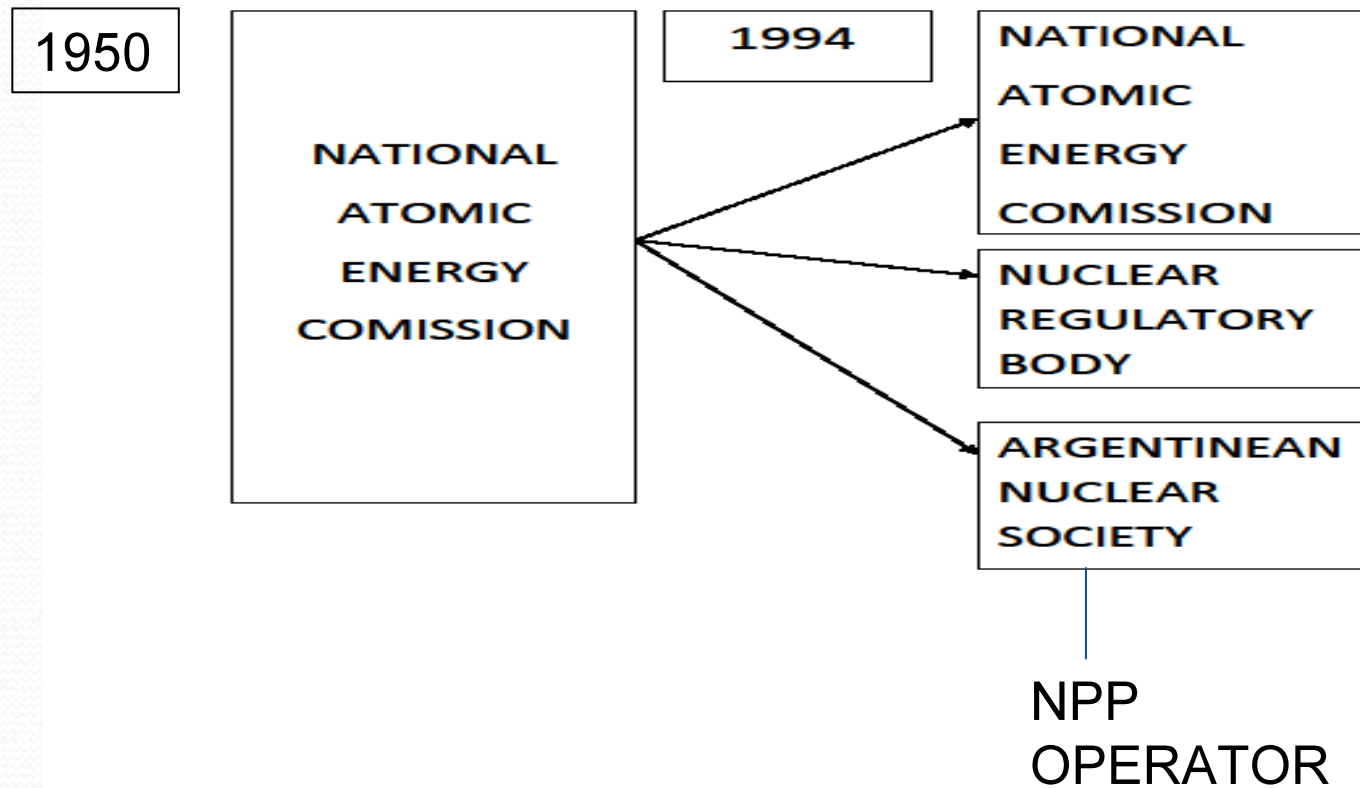 1950
NATIONAL
ATOMIC
ENERGY
COMISSION
1994
NATIONAL
ATOMIC
ENERGY
COMISSION
NUCLEAR
REGULATORY
BODY
ARGENTINEAN
NUCLEAR
SOCIETY
NPP
OPERATOR